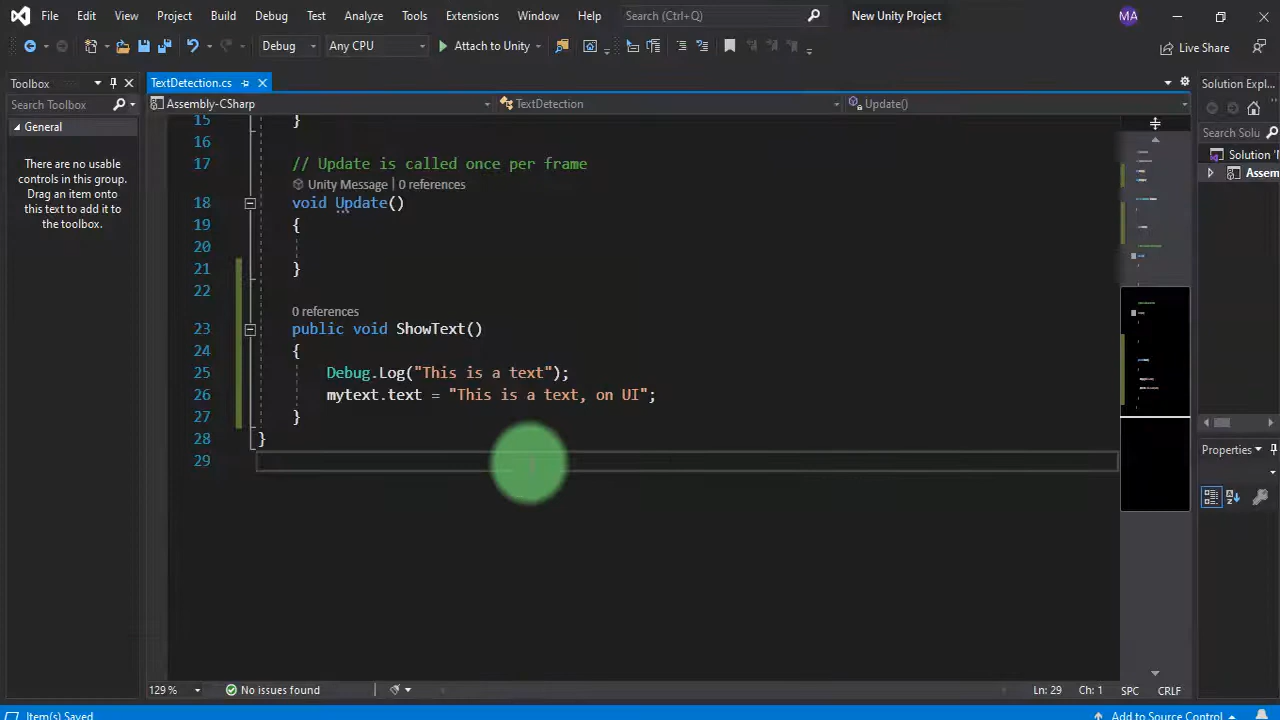 File Edit View Project Build Debug Test Analyze Tools Extensions Window Help Search (Ctrl+Q) New Unity Project MA
Debug Any CPU Attach to Unity Live Share
Toolbox
TextDetection.cs
Solution Expl...
Search Toolbox
Assembly-CSharp TextDetection Update()
General
Search Solu
There are no usable
controls in this group.
Drag an item onto
this text to add it to
the toolbox.
Solution '
Assem
15 }
16
17 // Update is called once per frame
Unity Message | 0 references
18 void Update()
19 {
20
21 }
22
0 references
23 public void ShowText()
24 {
25 Debug.Log("This is a text");
26 mytext.text = "This is a text, on UI";
27 }
28 }
29
Properties
129 % No issues found Ln: 29 Ch: 1 SPC CRLF
Item(s) Saved Add to Source Control